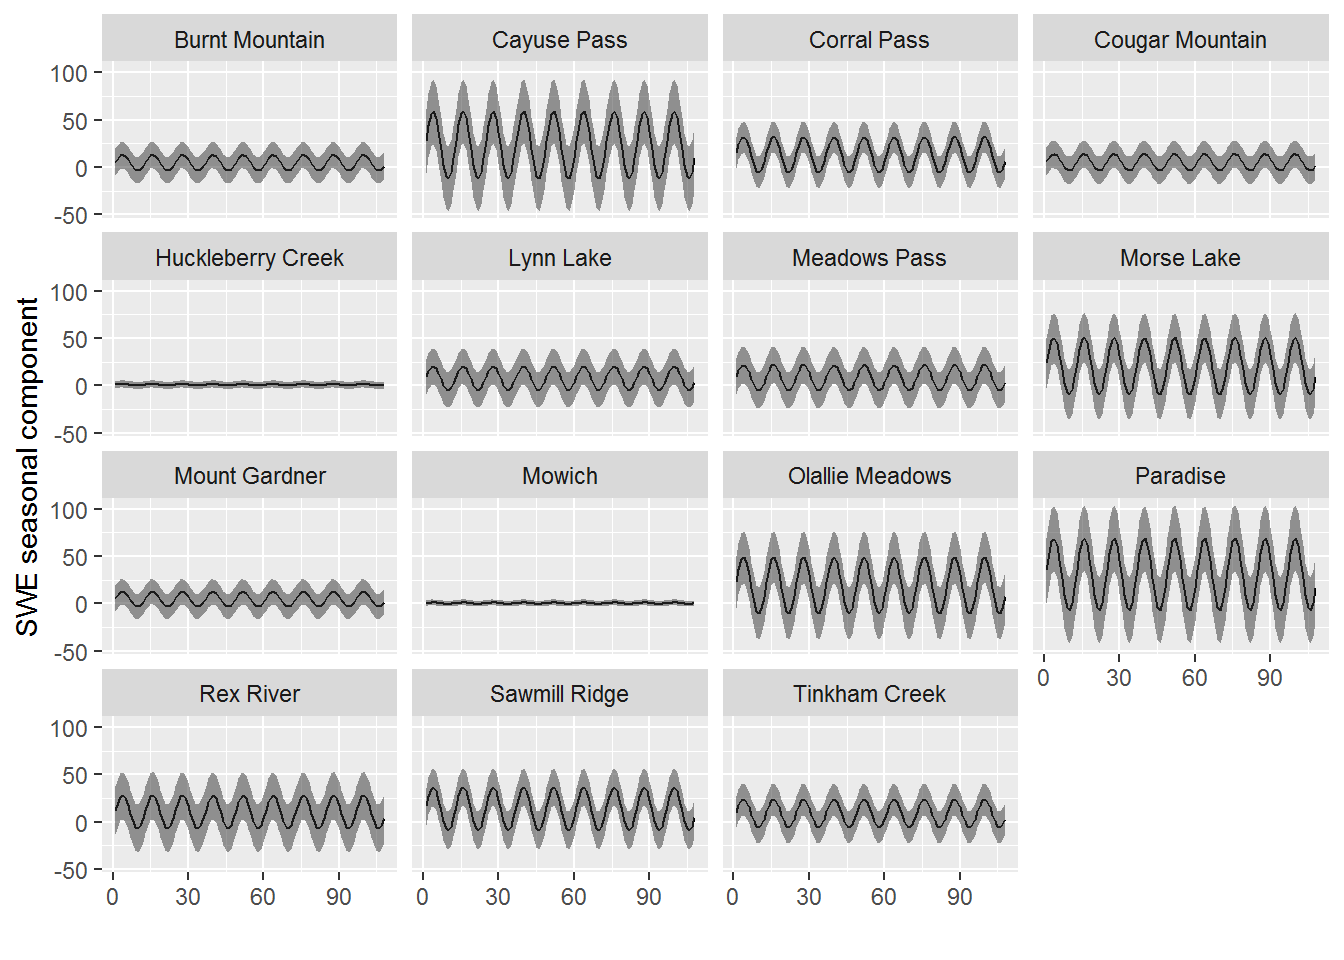 Burnt Mountain Cayuse Pass Corral Pass Cougar Mountain
100
50
0
-50
Huckleberry Creek Lynn Lake Meadows Pass Morse Lake
100
50
0
-50
SWE seasonal component
Mount Gardner Mowich Olallie Meadows Paradise
100
50
0
-50
0 30 60 90
Rex River Sawmill Ridge Tinkham Creek
100
50
0
-50
0 30 60 90 0 30 60 90 0 30 60 90